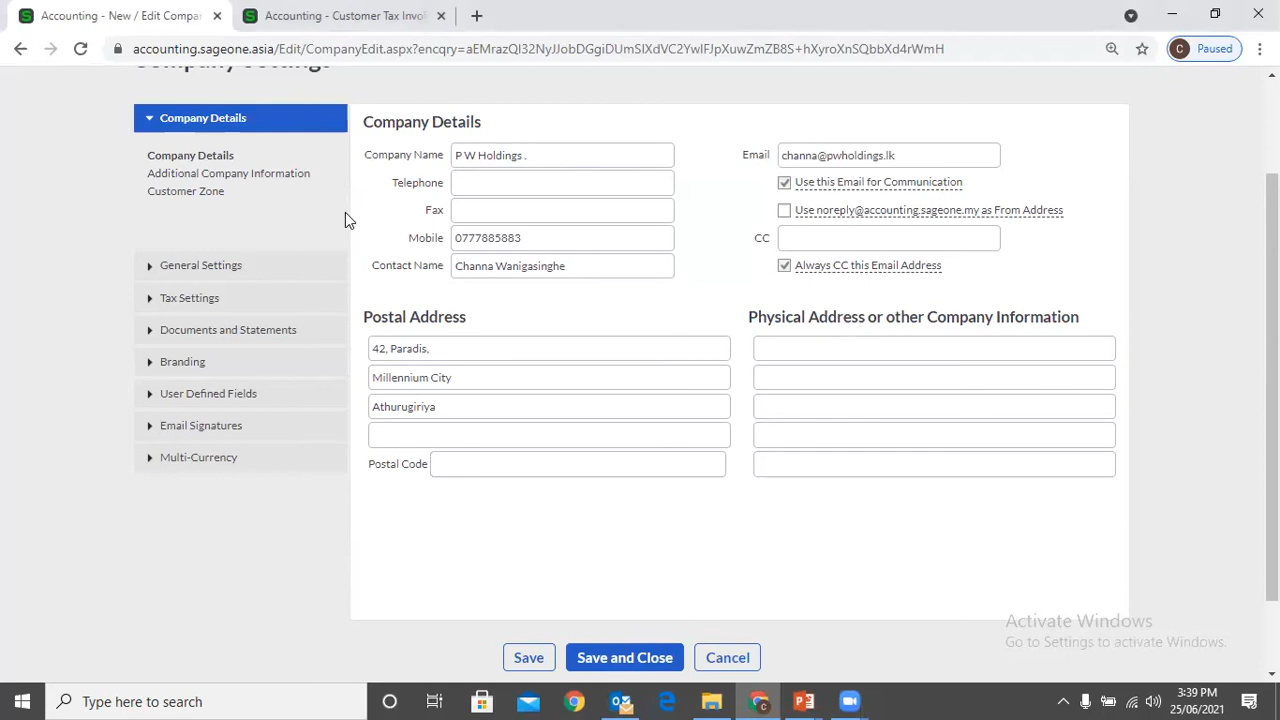 Accounting - New / Edit Compa
Accounting - Customer Tax Invoi
accounting.sageone.asia/Edit/CompanyEdit.aspx?encqry=aEMrazQI32NyJJobDGgiDUmSIXdVC2YwIFJpXuwZmZB8S+hXyroXnSQbbXd4rWmH
C Paused
Company Settings
Company Details
Company Details
Additional Company Information
Customer Zone
General Settings
Tax Settings
Documents and Statements
Branding
User Defined Fields
Email Signatures
Multi-Currency
Company Details
Company Name P W Holdings .
Telephone
Fax
Mobile 0777885883
Contact Name Channa Wanigasinghe
Email channa@pwholdings.lk
Use this Email for Communication
Use noreply@accounting.sageone.my as From Address
CC
Always CC this Email Address
Postal Address
42, Paradis,
Millennium City
Athurugiriya
Postal Code
Physical Address or other Company Information
Save Save and Close Cancel
Activate Windows
Go to Settings to activate Windows.
Type here to search
3:39 PM
25/06/2021